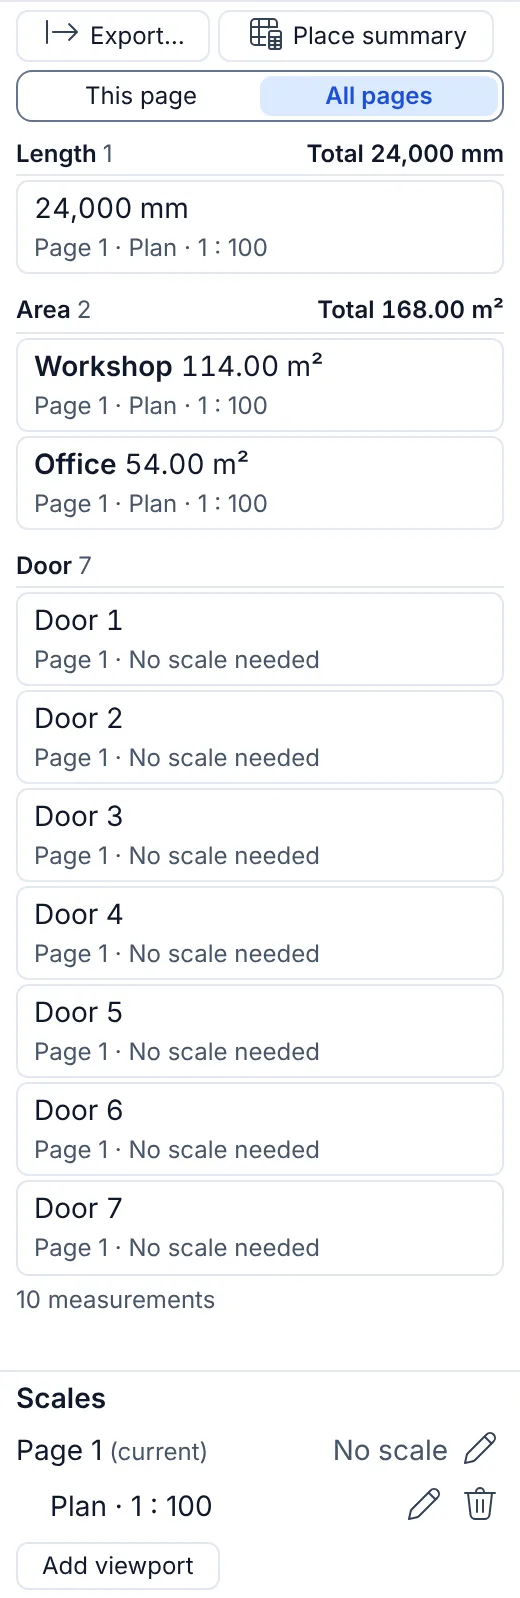 Export...
Place summary
This page
All pages
Length 1
Total 24,000 mm
24,000 mm
Page 1 · Plan · 1 : 100
Area 2
Total 168.00 m²
Workshop 114.00 m²
Page 1 · Plan · 1 : 100
Office 54.00 m²
Page 1 · Plan · 1 : 100
Door 7
Door 1
Page 1 · No scale needed
Door 2
Page 1 · No scale needed
Door 3
Page 1 · No scale needed
Door 4
Page 1 · No scale needed
Door 5
Page 1 · No scale needed
Door 6
Page 1 · No scale needed
Door 7
Page 1 · No scale needed
10 measurements
Scales
Page 1 (current)
No scale
Plan · 1 : 100
Add viewport